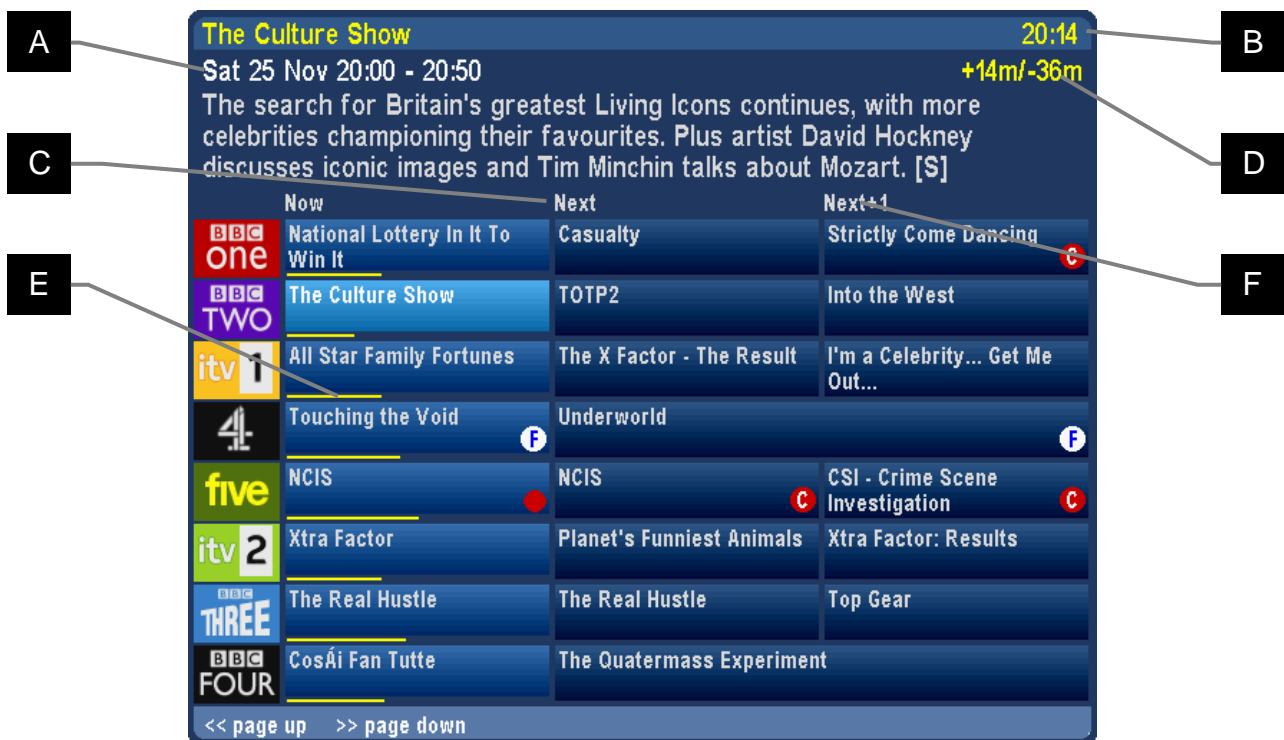 A
B
C
D
E
F
The Culture Show 20:14
Sat 25 Nov 20:00 - 20:50 +14m/-36m
The search for Britain's greatest Living Icons continues, with more
celebrities championing their favourites. Plus artist David Hockney
discusses iconic images and Tim Minchin talks about Mozart. [S]
Now Next Next+1
BBC one National Lottery In It To Win It Casualty Strictly Come Dancing C
BBC TWO The Culture Show TOTP2 Into the West
itv 1 All Star Family Fortunes The X Factor - The Result I'm a Celebrity... Get Me Out...
4 Touching the Void F Underworld F
five NCIS NCIS C CSI - Crime Scene Investigation C
itv 2 Xtra Factor Planet's Funniest Animals Xtra Factor: Results
BBC THREE The Real Hustle The Real Hustle Top Gear
BBC FOUR CosÁi Fan Tutte The Quatermass Experiment
<< page up >> page down